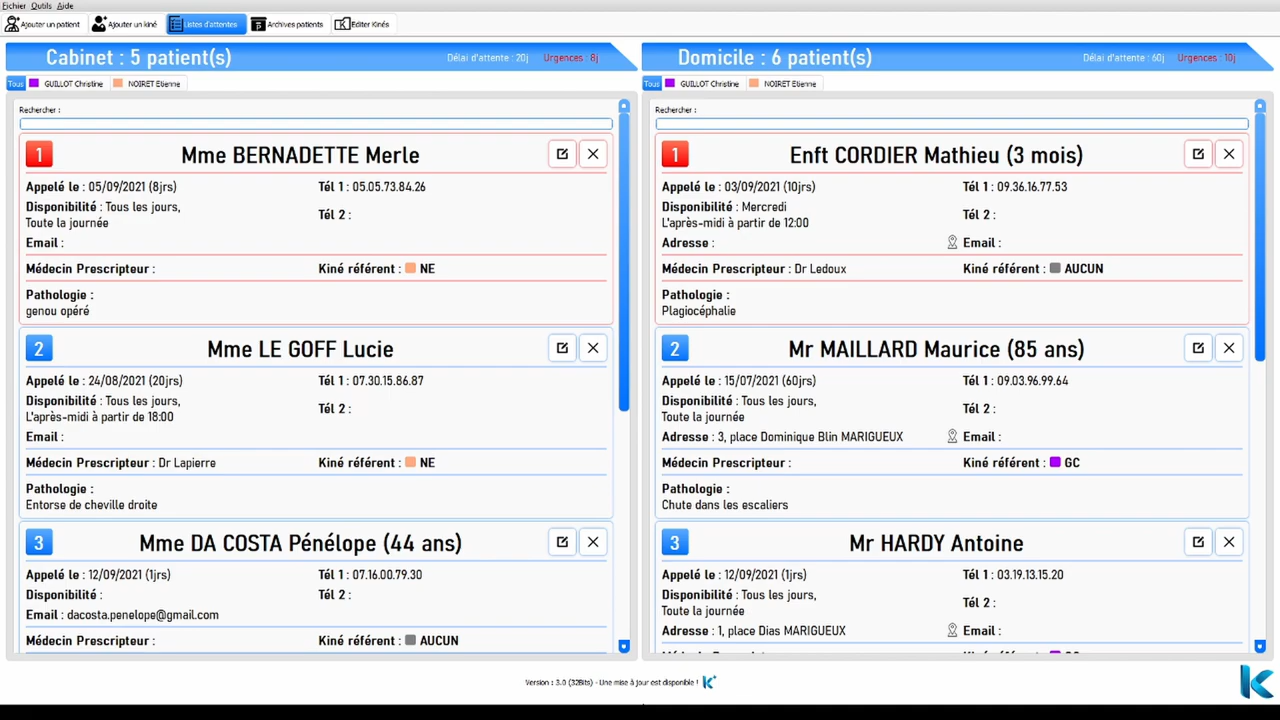 Fichier Outils Aide
Ajouter un patient Ajouter un kiné Listes d'attentes Archives patients Editer Kinés
Cabinet : 5 patient(s) Délai d'attente : 20j Urgences : 8j
Tous GUILLOT Christine NOIRET Etienne
Rechercher :
1 Mme BERNADETTE Merle
Appelé le : 05/09/2021 (8jrs) Tél 1 : 05.05.73.84.26
Disponibilité : Tous les jours,
Toute la journée
Tél 2 :
Email :
Médecin Prescripteur : Kiné référent : NE
Pathologie :
genou opéré
2 Mme LE GOFF Lucie
Appelé le : 24/08/2021 (20jrs) Tél 1 : 07.30.15.86.87
Disponibilité : Tous les jours,
L'après-midi à partir de 18:00
Tél 2 :
Email :
Médecin Prescripteur : Dr Lapierre Kiné référent : NE
Pathologie :
Entorse de cheville droite
3 Mme DA COSTA Pénélope (44 ans)
Appelé le : 12/09/2021 (1jrs) Tél 1 : 07.16.00.79.30
Disponibilité : Tél 2 :
Email : dacosta.penelope@gmail.com
Médecin Prescripteur : Kiné référent : AUCUN
Domicile : 6 patient(s) Délai d'attente : 60j Urgences : 10j
Tous GUILLOT Christine NOIRET Etienne
Rechercher :
1 Enft CORDIER Mathieu (3 mois)
Appelé le : 03/09/2021 (10jrs) Tél 1 : 09.36.16.77.53
Disponibilité : Mercredi
L'après-midi à partir de 12:00
Tél 2 :
Adresse : Email :
Médecin Prescripteur : Dr Ledoux Kiné référent : AUCUN
Pathologie :
Plagiocéphalie
2 Mr MAILLARD Maurice (85 ans)
Appelé le : 15/07/2021 (60jrs) Tél 1 : 09.03.96.99.64
Disponibilité : Tous les jours,
Toute la journée
Tél 2 :
Adresse : 3, place Dominique Blin MARIGUEUX Email :
Médecin Prescripteur : Kiné référent : GC
Pathologie :
Chute dans les escaliers
3 Mr HARDY Antoine
Appelé le : 12/09/2021 (1jrs) Tél 1 : 03.19.13.15.20
Disponibilité : Tous les jours,
Toute la journée
Tél 2 :
Adresse : 1, place Dias MARIGUEUX Email :
Version : 3.0 (32Bits) - Une mise à jour est disponible !